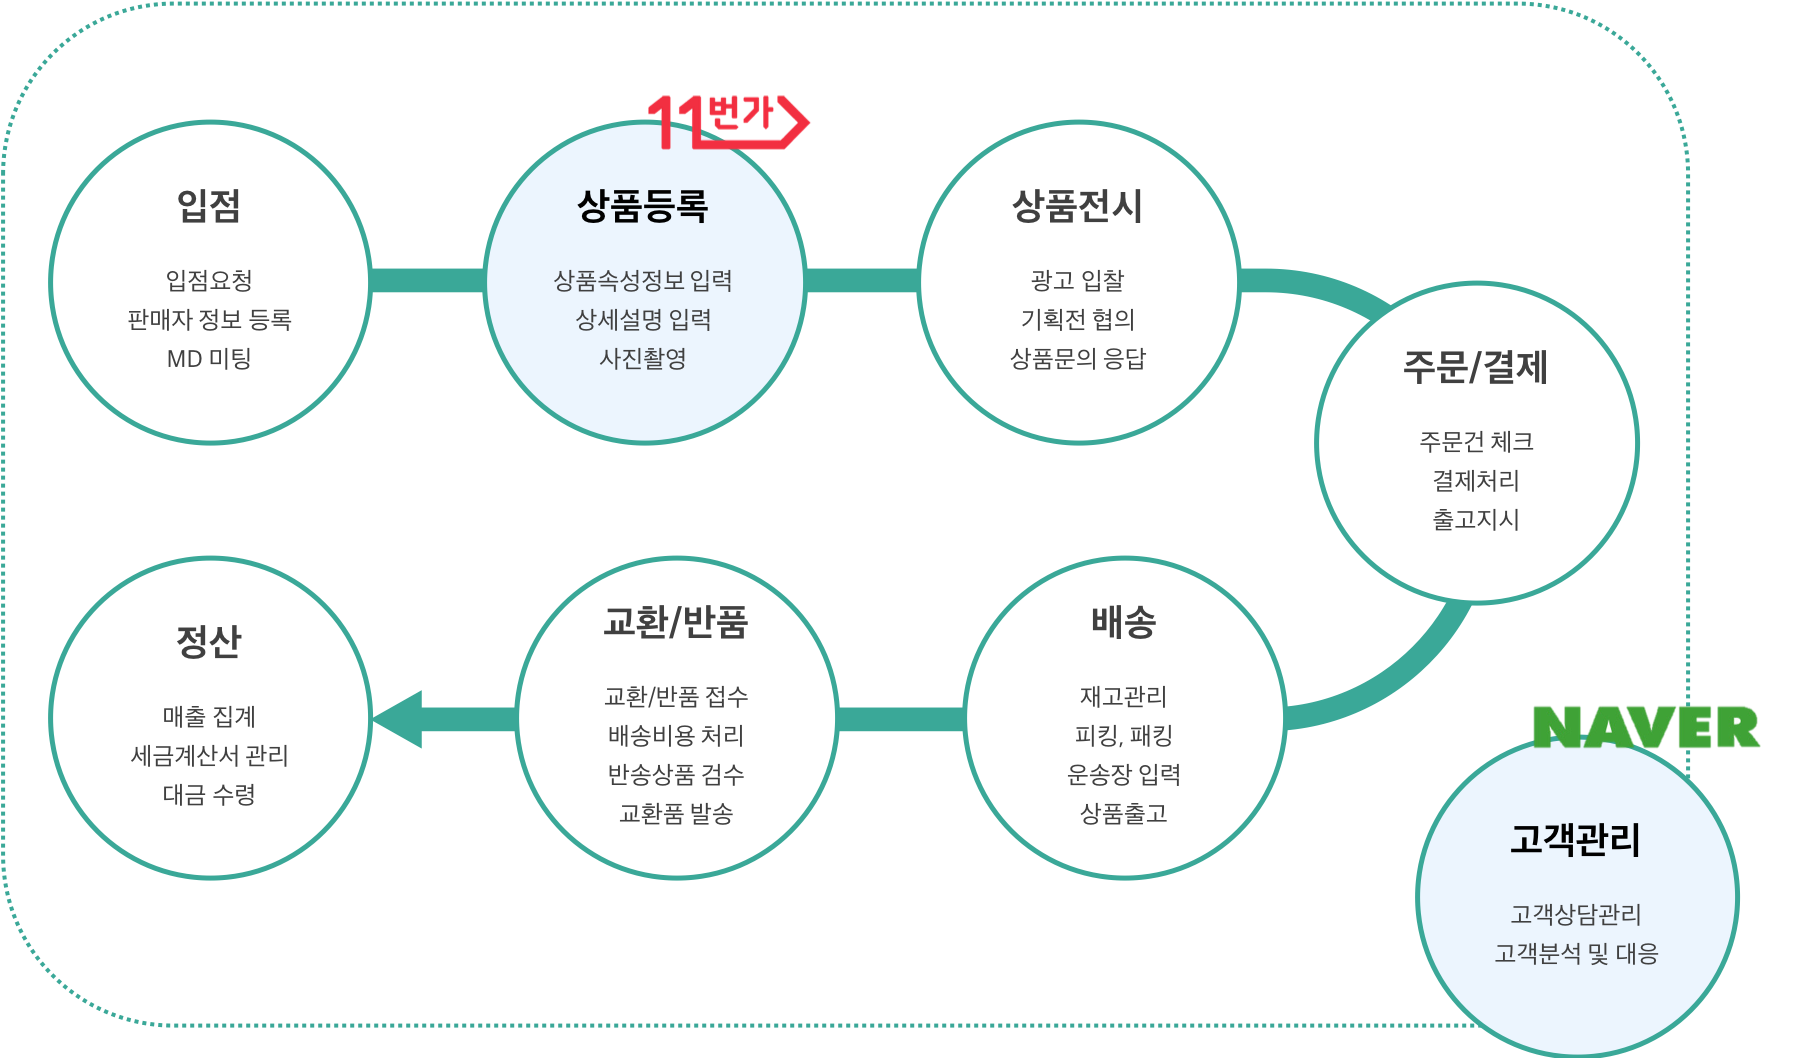 입점
입점요청
판매자 정보 등록
MD 미팅
11번가
상품등록
상품속성정보 입력
상세설명 입력
사진촬영
상품전시
광고 입찰
기획전 협의
상품문의 응답
주문/결제
주문건 체크
결제처리
출고지시
배송
재고관리
피킹, 패킹
운송장 입력
상품출고
교환/반품
교환/반품 접수
배송비용 처리
반송상품 검수
교환품 발송
정산
매출 집계
세금계산서 관리
대금 수령
NAVER
고객관리
고객상담관리
고객분석 및 대응